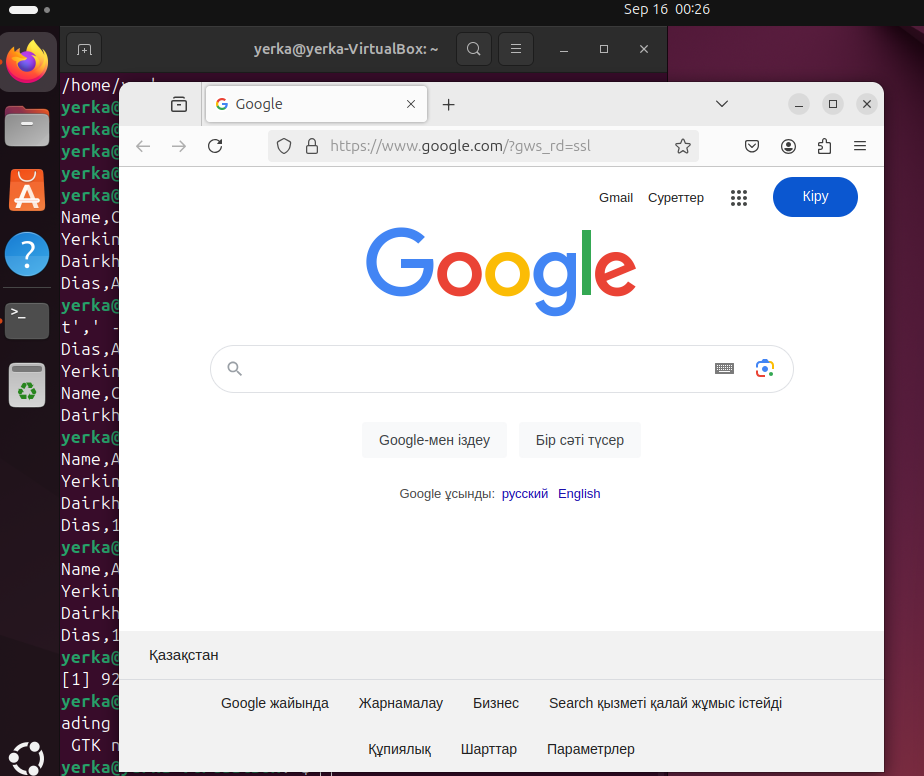 Sep 16 00:26
yerka@yerka-VirtualBox: ~
/home/
yerka@
Google
yerka@
https://www.google.com/?gws_rd=ssl
yerka@
yerka@
yerka@
Gmail Суреттер Кіру
Name,C
Yerkin
Dairkh
Dias,A
Google
yerka@
t',' -
Dias,A
Yerkin
Name,C
Dairkh
yerka@
Google-мен іздеу Бір сәті түсер
Name,A
Yerkin
Google ұсынды: русский English
Dairkh
Dias,1
yerka@
Name,A
Yerkin
Dairkh
Dias,1
yerka@
Қазақстан
[1] 92
yerka@
Google жайында Жарнамалау Бизнес Search қызметі қалай жұмыс істейді
ading
GTK
Құпиялық Шарттар Параметрлер